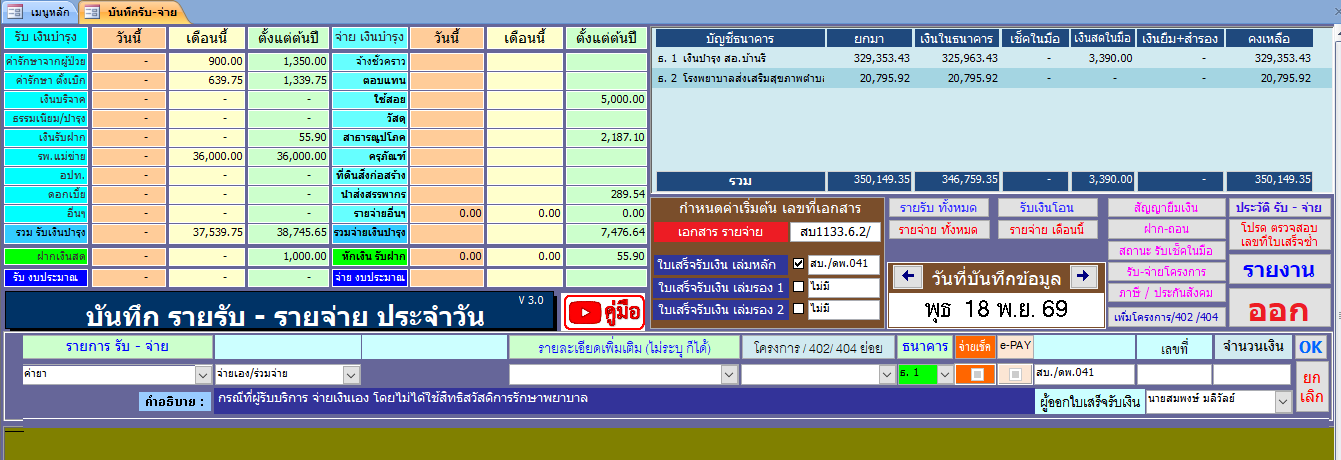 เมนูหลัก บันทึกรับ-จ่าย
รับ เงินบำรุง วันนี้ เดือนนี้ ตั้งแต่ต้นปี จ่าย เงินบำรุง วันนี้ เดือนนี้ ตั้งแต่ต้นปี
ค่ารักษาจากผู้ป่วย - 900.00 1,350.00 จ้างชั่วคราว
ค่ารักษา ตั้งเบิก - 639.75 1,339.75 ตอบแทน
เงินบริจาค - - - ใช้สอย 5,000.00
ธรรมเนียม/บำรุง - - - วัสดุ
เงินรับฝาก - - 55.90 สาธารณูปโภค 2,187.10
รพ.แม่ข่าย - 36,000.00 36,000.00 ครุภัณฑ์
อปท. - - - ที่ดินสิ่งก่อสร้าง
ดอกเบี้ย - - - นำส่งสรรพากร 289.54
อื่นๆ - - - รายจ่ายอื่นๆ 0.00 0.00 0.00
รวม รับเงินบำรุง - 37,539.75 38,745.65 รวมจ่ายเงินบำรุง 7,476.64
ฝากเงินสด - - 1,000.00 หักเงิน รับฝาก 0.00 0.00 55.90
รับ งบประมาณ - - - จ่าย งบประมาณ
บัญชีธนาคาร ยกมา เงินในธนาคาร เช็คในมือ เงินสดในมือ เงินยืม+สำรอง คงเหลือ
ธ. 1 เงินบำรุง สอ.บ้านรี 329,353.43 325,963.43 - 3,390.00 - 329,353.43
ธ. 2 โรงพยาบาลส่งเสริมสุขภาพตำบล 20,795.92 20,795.92 - - - 20,795.92
รวม 350,149.35 346,759.35 - 3,390.00 - 350,149.35
กำหนดค่าเริ่มต้น เลขที่เอกสาร
เอกสาร รายจ่าย สบ1133.6.2/
ใบเสร็จรับเงิน เล่มหลัก สบ./ดพ.041
ใบเสร็จรับเงิน เล่มรอง 1 ไม่มี
ใบเสร็จรับเงิน เล่มรอง 2 ไม่มี
รายรับ ทั้งหมด รับเงินโอน
รายจ่าย ทั้งหมด รายจ่าย เดือนนี้
วันที่บันทึกข้อมูล
พุธ 18 พ.ย. 69
สัญญายืมเงิน
ฝาก-ถอน
สถานะ รับเช็คในมือ
รับ-จ่ายโครงการ
ภาษี / ประกันสังคม
เพิ่มโครงการ/402 /404
ประวัติ รับ - จ่าย
โปรด ตรวจสอบ
เลขที่ใบเสร็จซ้ำ
รายงาน
ออก
บันทึก รายรับ - รายจ่าย ประจำวัน V 3.0
คู่มือ
รายการ รับ - จ่าย รายละเอียดเพิ่มเติม (ไม่ระบุ ก็ได้) โครงการ / 402/ 404 ย่อย ธนาคาร จ่ายเช็ค e-PAY เลขที่ จำนวนเงิน OK
ค่ายา จ่ายเอง/ร่วมจ่าย ธ. 1 สบ./ดพ.041
ยก
เลิก
คำอธิบาย : กรณีที่ผู้รับบริการ จ่ายเงินเอง โดยไม่ได้ใช้สิทธิสวัสดิการรักษาพยาบาล ผู้ออกใบเสร็จรับเงิน นายสมพงษ์ มลิวัลย์